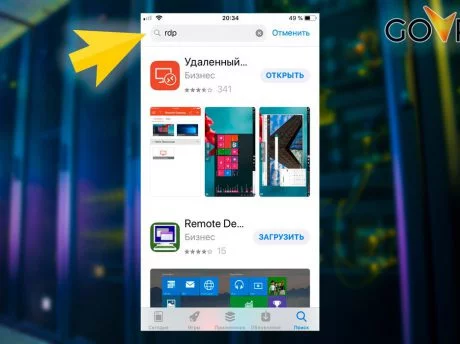 GOVE
20:34
49 %
rdp
Отменить
Удаленный...
Бизнес
ОТКРЫТЬ
341
Remote De...
Бизнес
ЗАГРУЗИТЬ
15
Сегодня
Игры
Приложения
Обновления
Поиск